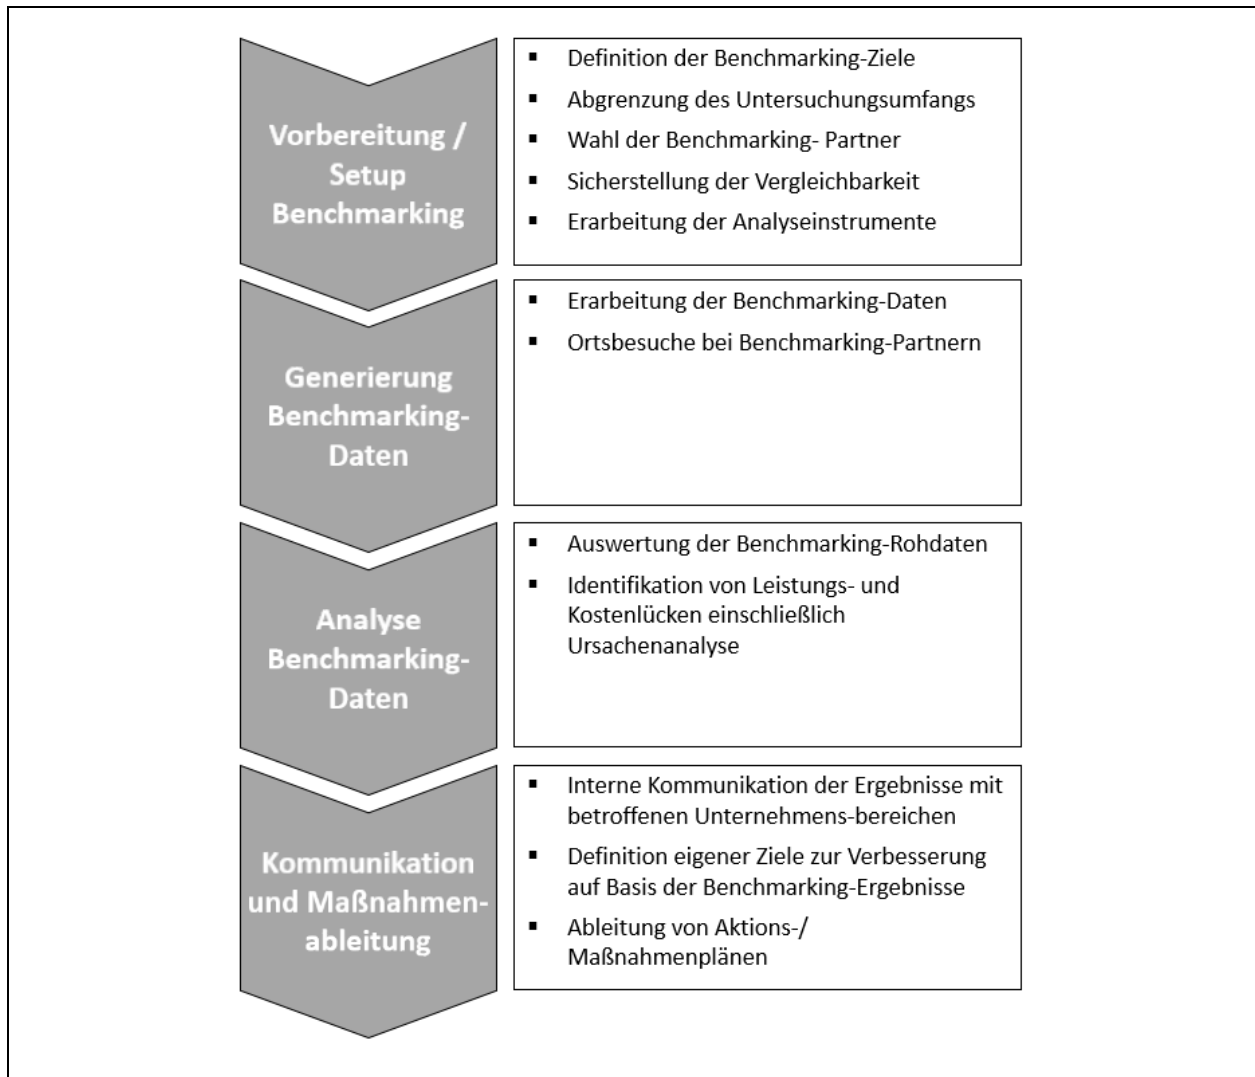 Vorbereitung /
Setup
Benchmarking
▪ Definition der Benchmarking-Ziele
▪ Abgrenzung des Untersuchungsumfangs
▪ Wahl der Benchmarking- Partner
▪ Sicherstellung der Vergleichbarkeit
▪ Erarbeitung der Analyseinstrumente
Generierung
Benchmarking-
Daten
▪ Erarbeitung der Benchmarking-Daten
▪ Ortsbesuche bei Benchmarking-Partnern
Analyse
Benchmarking-
Daten
▪ Auswertung der Benchmarking-Rohdaten
▪ Identifikation von Leistungs- und
Kostenlücken einschließlich
Ursachenanalyse
Kommunikation
und Maßnahmen-
ableitung
▪ Interne Kommunikation der Ergebnisse mit
betroffenen Unternehmens-bereichen
▪ Definition eigener Ziele zur Verbesserung
auf Basis der Benchmarking-Ergebnisse
▪ Ableitung von Aktions-/
Maßnahmenplänen